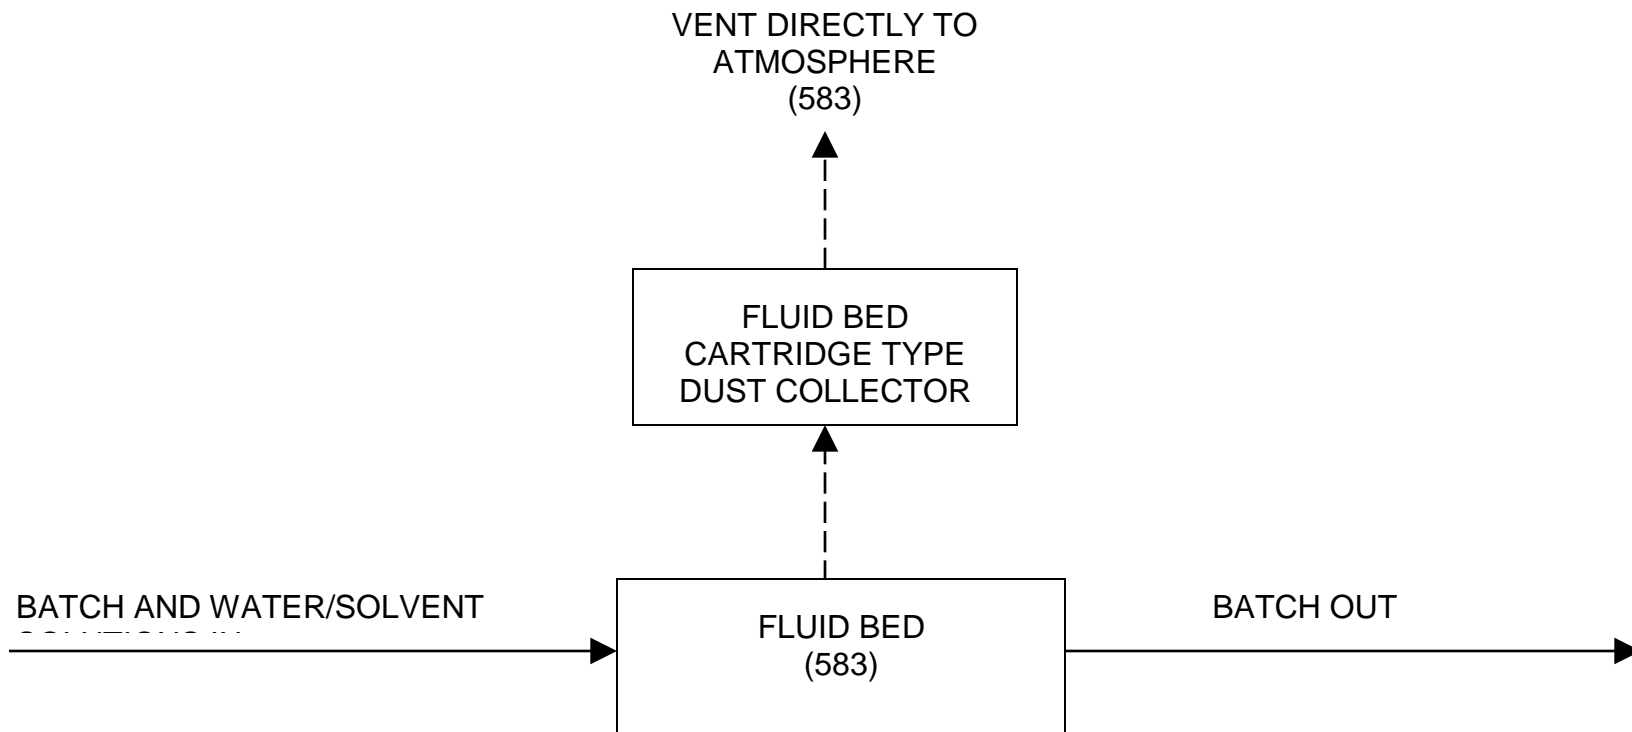 VENT DIRECTLY TO
ATMOSPHERE
(583)
FLUID BED
CARTRIDGE TYPE
DUST COLLECTOR
BATCH AND WATER/SOLVENT
BATCH OUT
FLUID BED
(583)